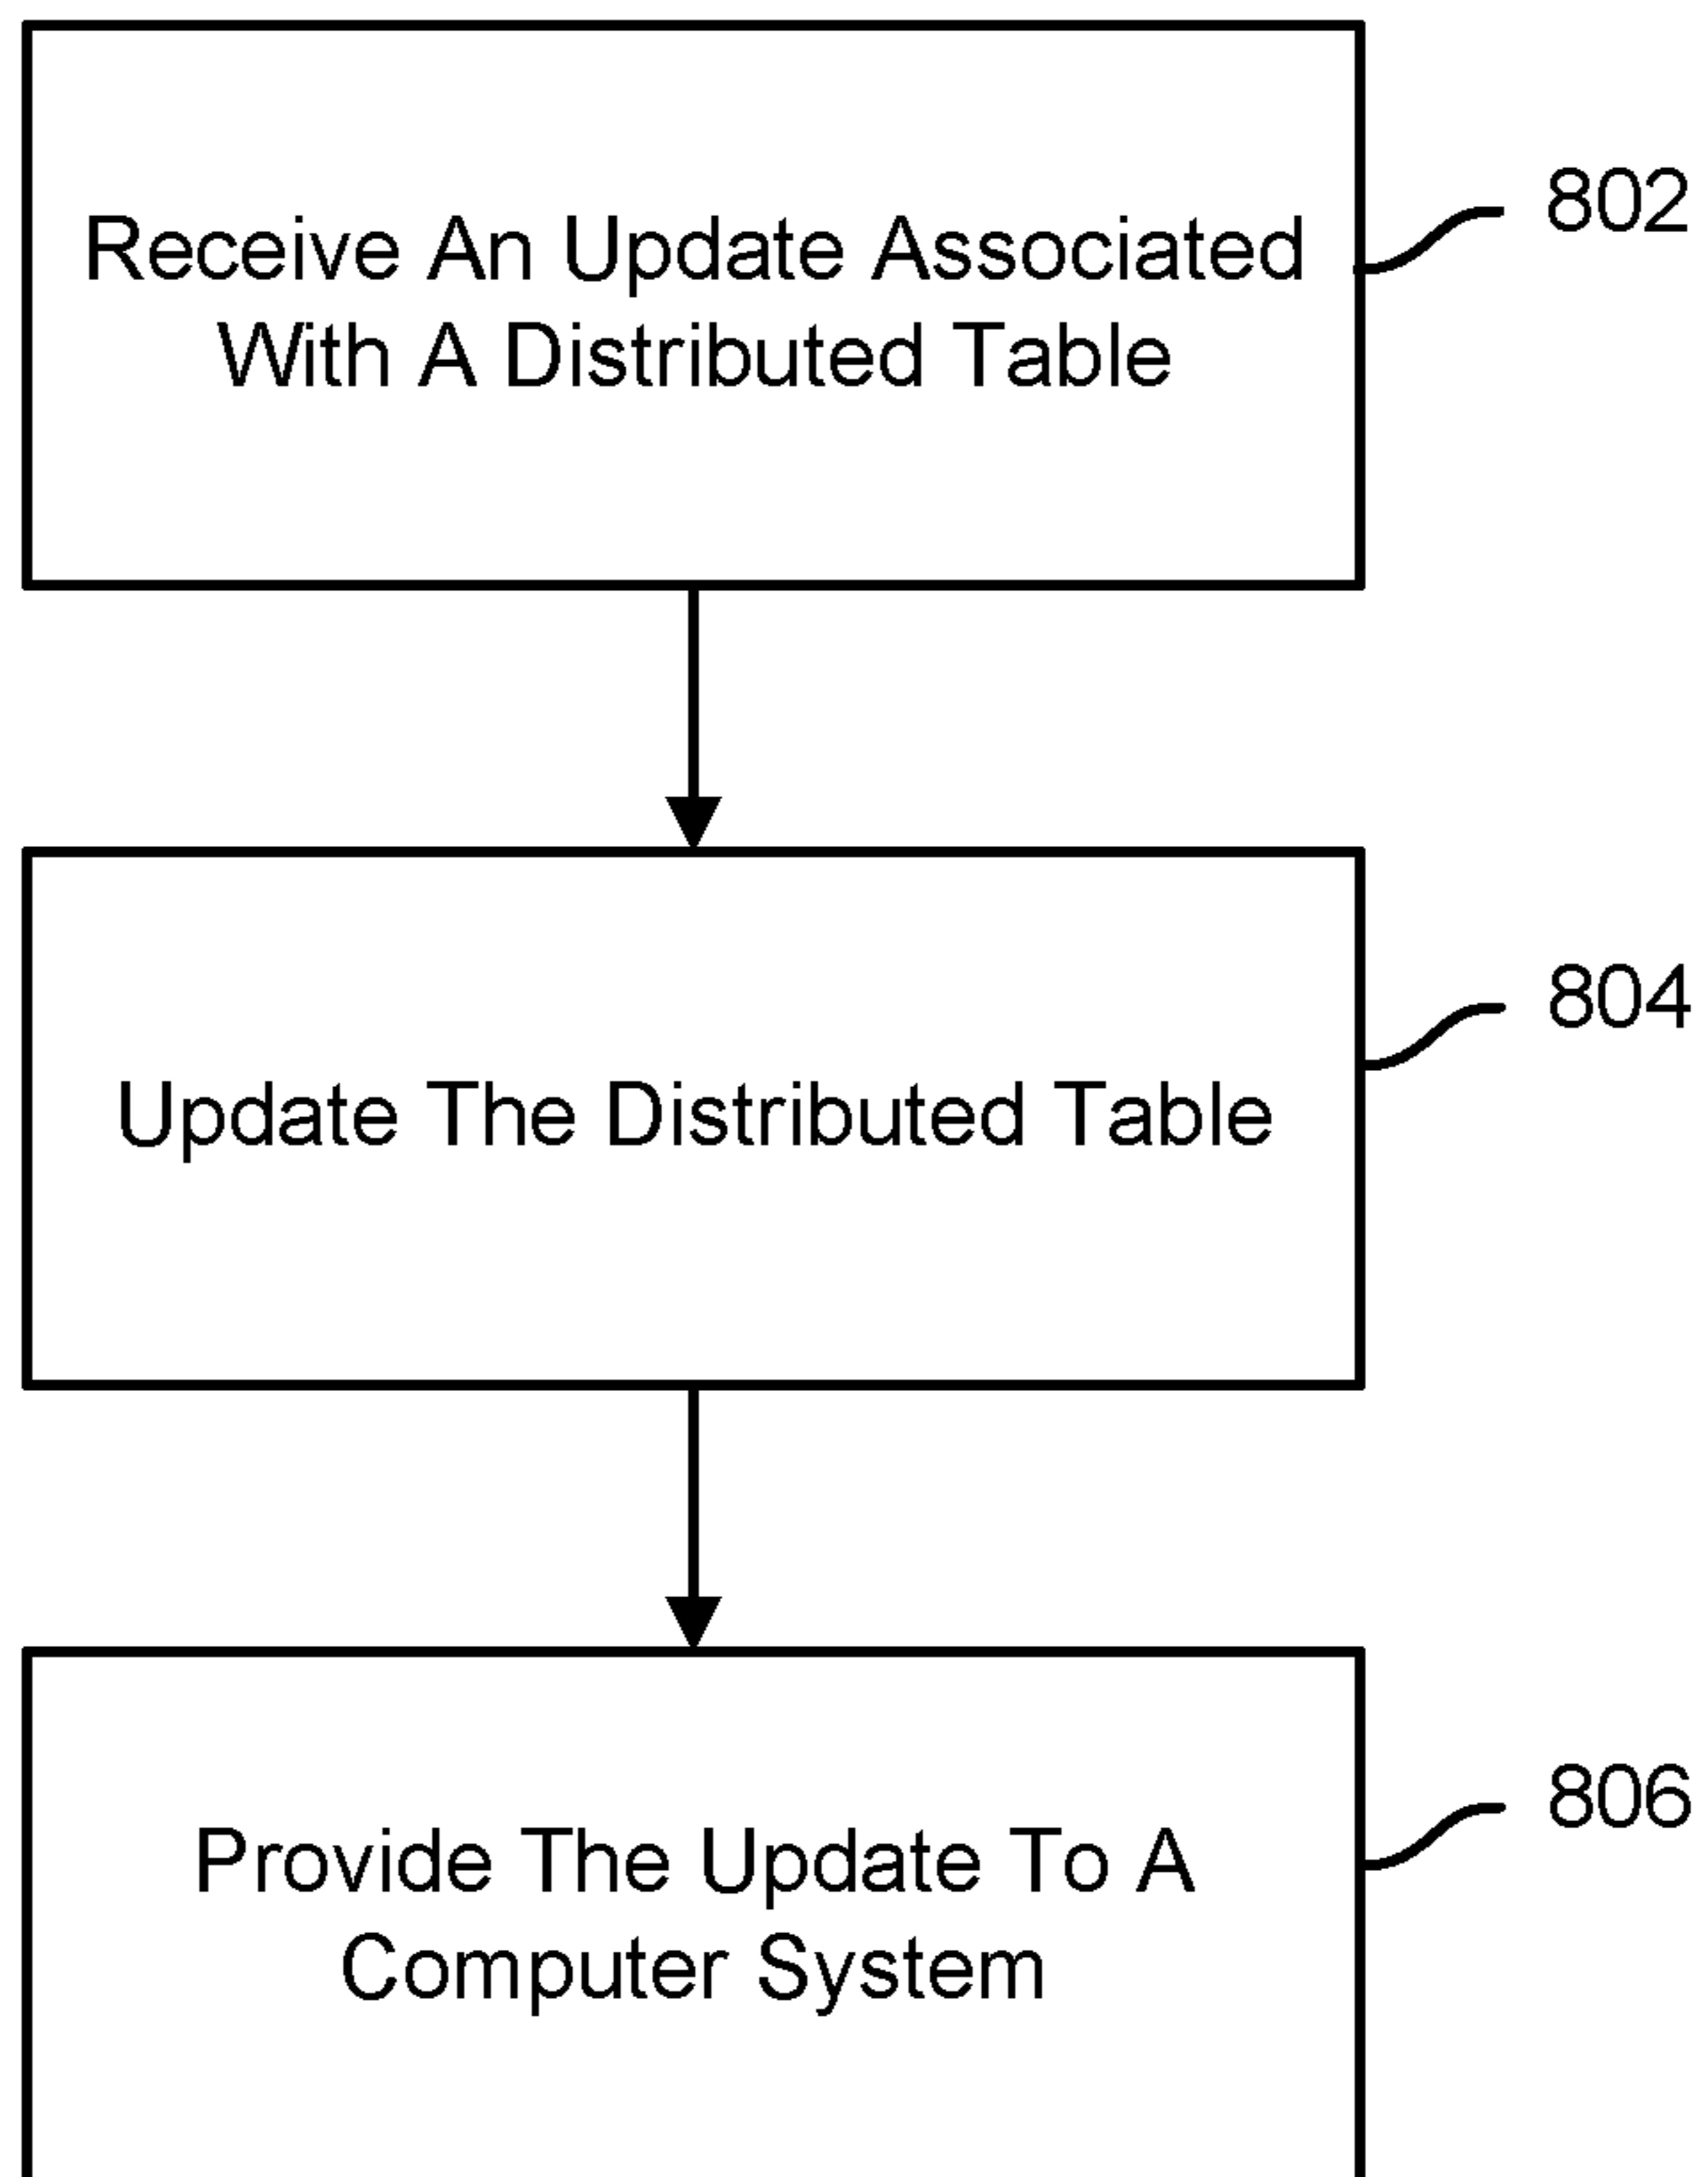 Receive An Update Associated
With A Distributed Table
802
Update The Distributed Table
804
Provide The Update To A
Computer System
806